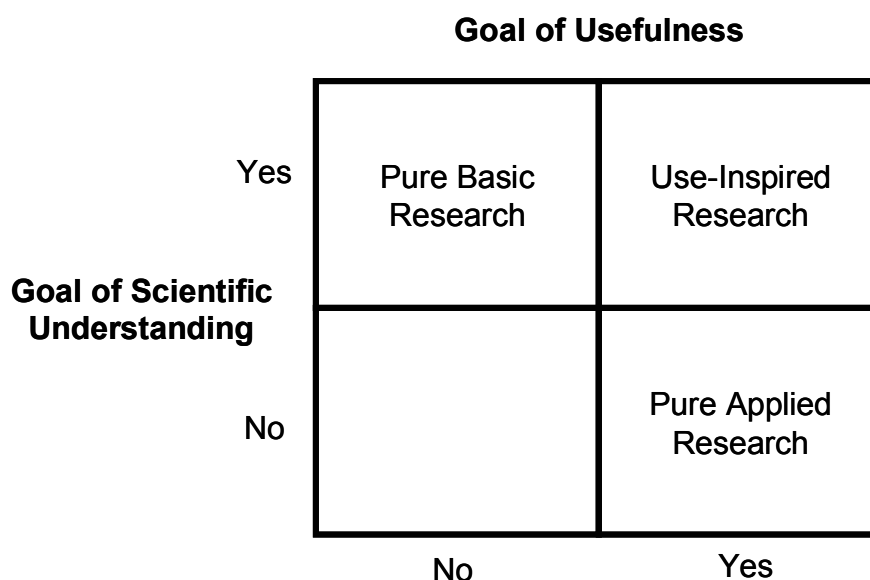 Goal of Usefulness
Yes
Pure Basic
Research
Use-Inspired
Research
Goal of Scientific
Understanding
No
Pure Applied
Research
No
Yes